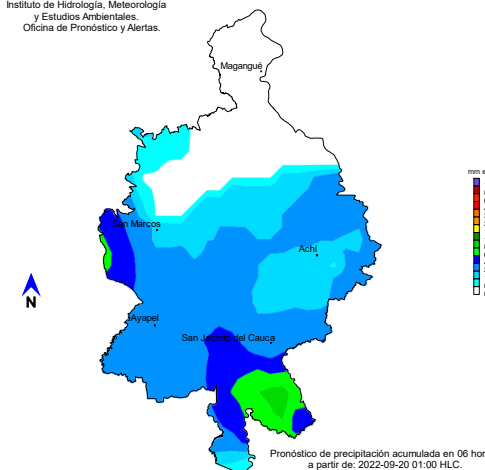 Instituto de Hidrología, Meteorología
y Estudios Ambientales.
Oficina de Pronóstico y Alertas.
Magangué
mm e
San Marcos
Achí
N
Ayapel
San Jacinto del Cauca
Pronóstico de precipitación acumulada en 06 hor
a partir de: 2022-09-20 01:00 HLC.